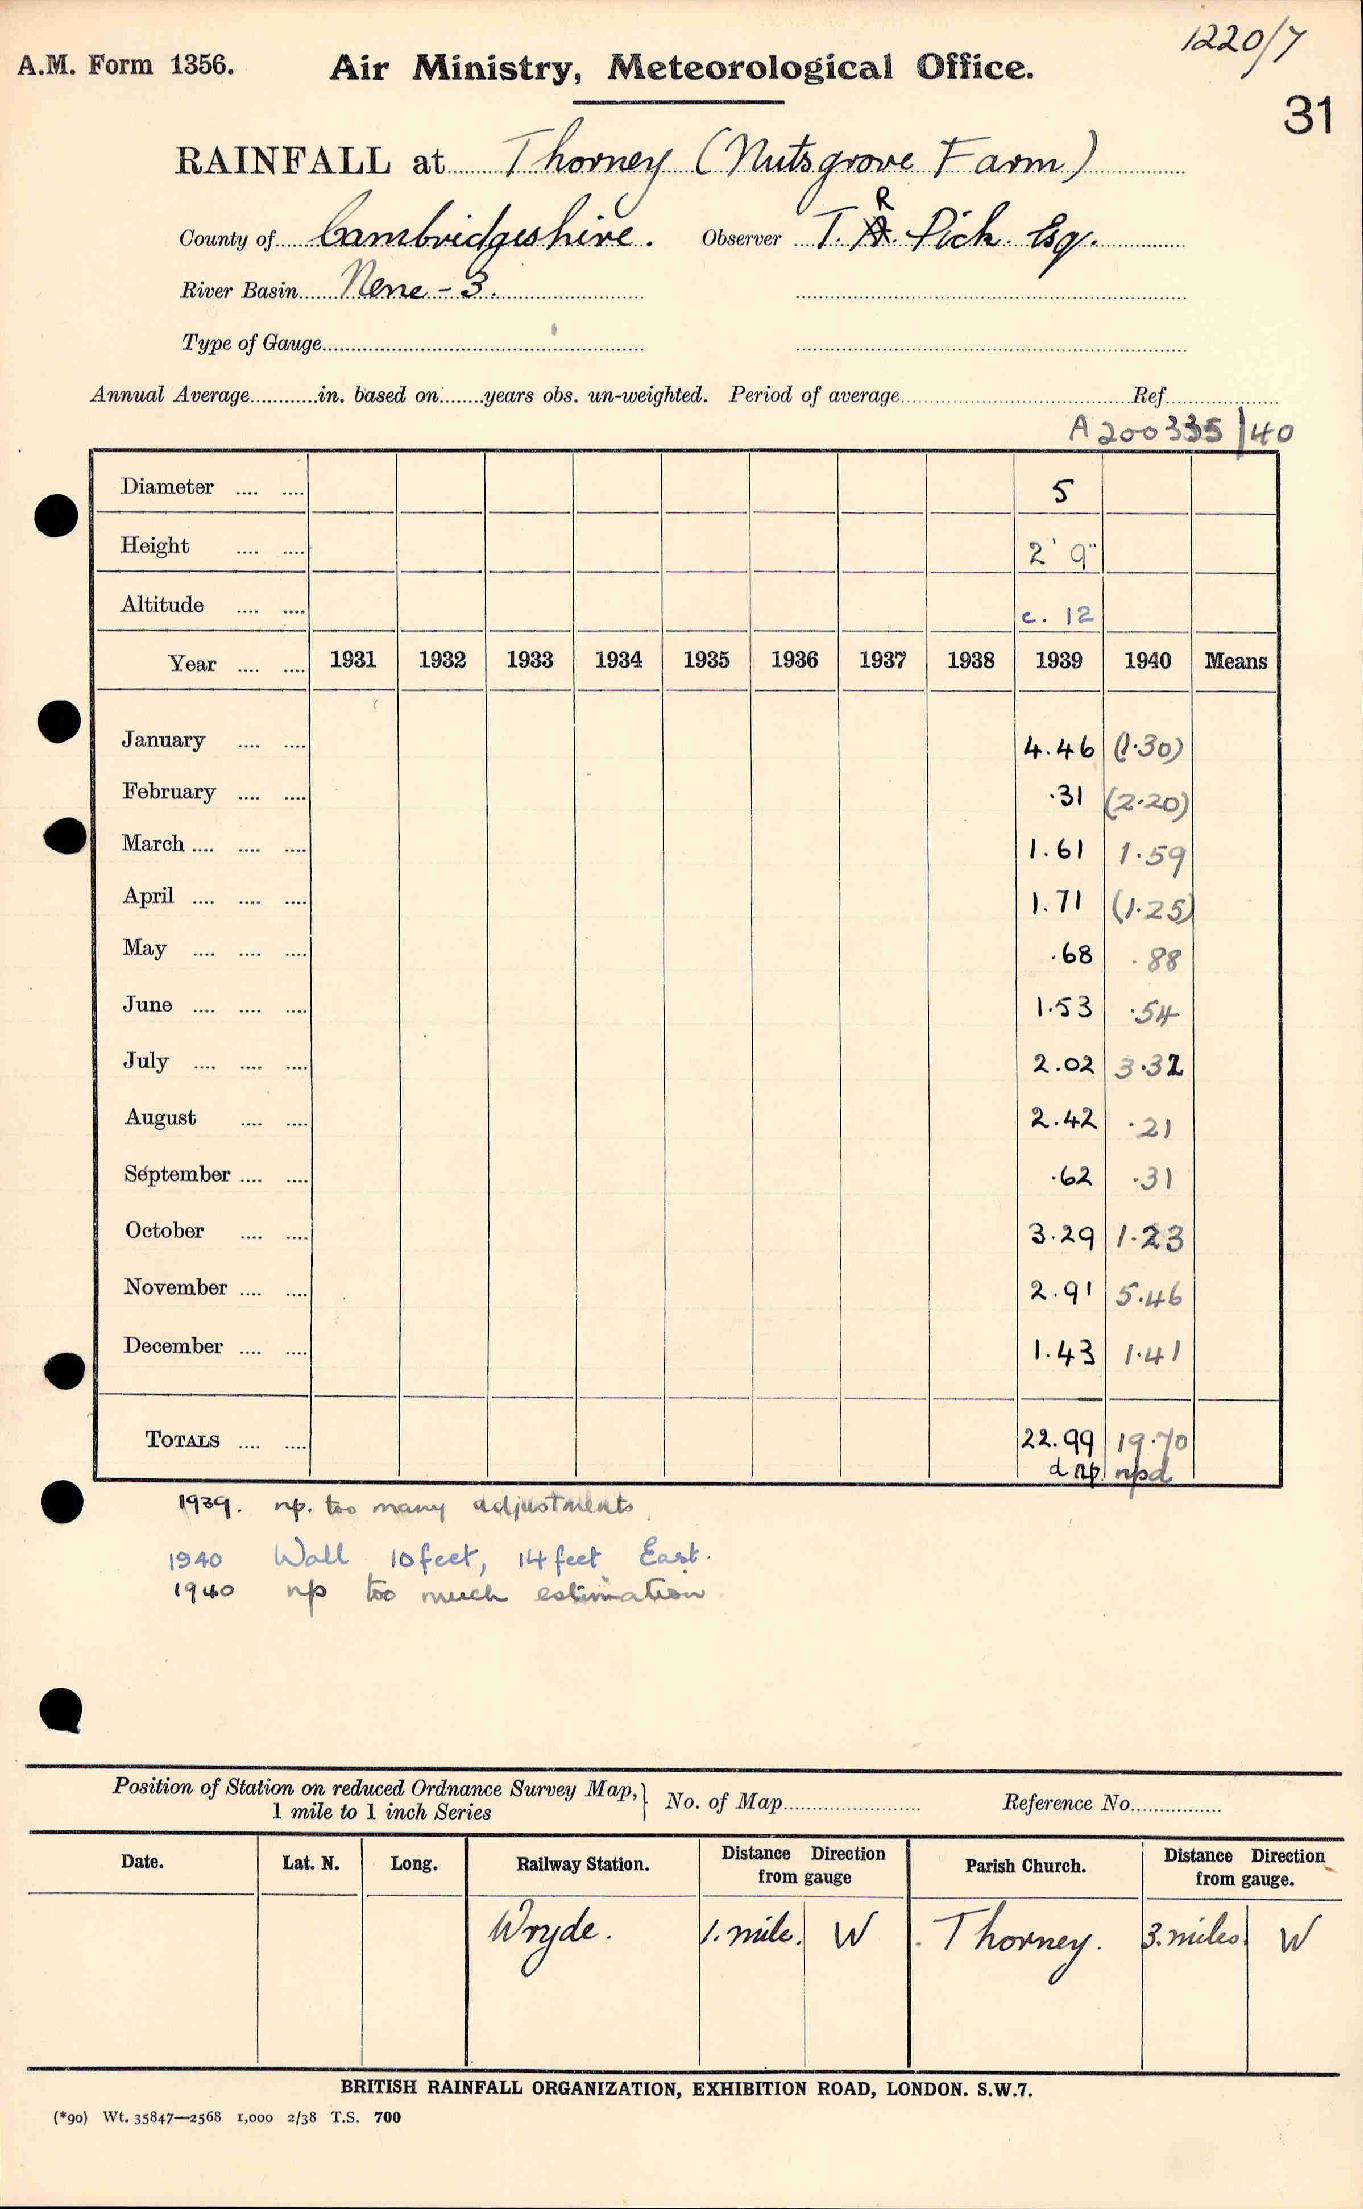 1220/7
A.M. Form 1356. Air Ministry, Meteorological Office.
31
RAINFALL at Thorney (Nutsgrove Farm)
County of Cambridgeshire. Observer T. R. Pick Esq.
River Basin Nene - 3.
Type of Gauge
Annual Average in. based on years obs. un-weighted. Period of average Ref
A200335/40
Diameter 5
Height 2' 9"
Altitude c. 12
Year 1931 1932 1933 1934 1935 1936 1937 1938 1939 1940 Means
January 4.46 (1.30)
February .31 (2.20)
March 1.61 1.59
April 1.71 (1.25)
May .68 .88
June 1.53 .54
July 2.02 3.32
August 2.42 .21
September .62 .31
October 3.29 1.23
November 2.91 5.46
December 1.43 1.41
TOTALS 22.99 19.70
d np. npd
1939. np. too many adjustments.
1940 Wall 10 feet, 14 feet East.
1940 np too much estimation.
Position of Station on reduced Ordnance Survey Map, 1 mile to 1 inch Series No. of Map Reference No.
Date. Lat. N. Long. Railway Station. Distance Direction from gauge Parish Church. Distance Direction from gauge.
Wryde. 1. mile. W Thorney. 3. miles. W
BRITISH RAINFALL ORGANIZATION, EXHIBITION ROAD, LONDON. S.W.7.
(*90) Wt. 35847—2568 1,000 2/38 T.S. 700